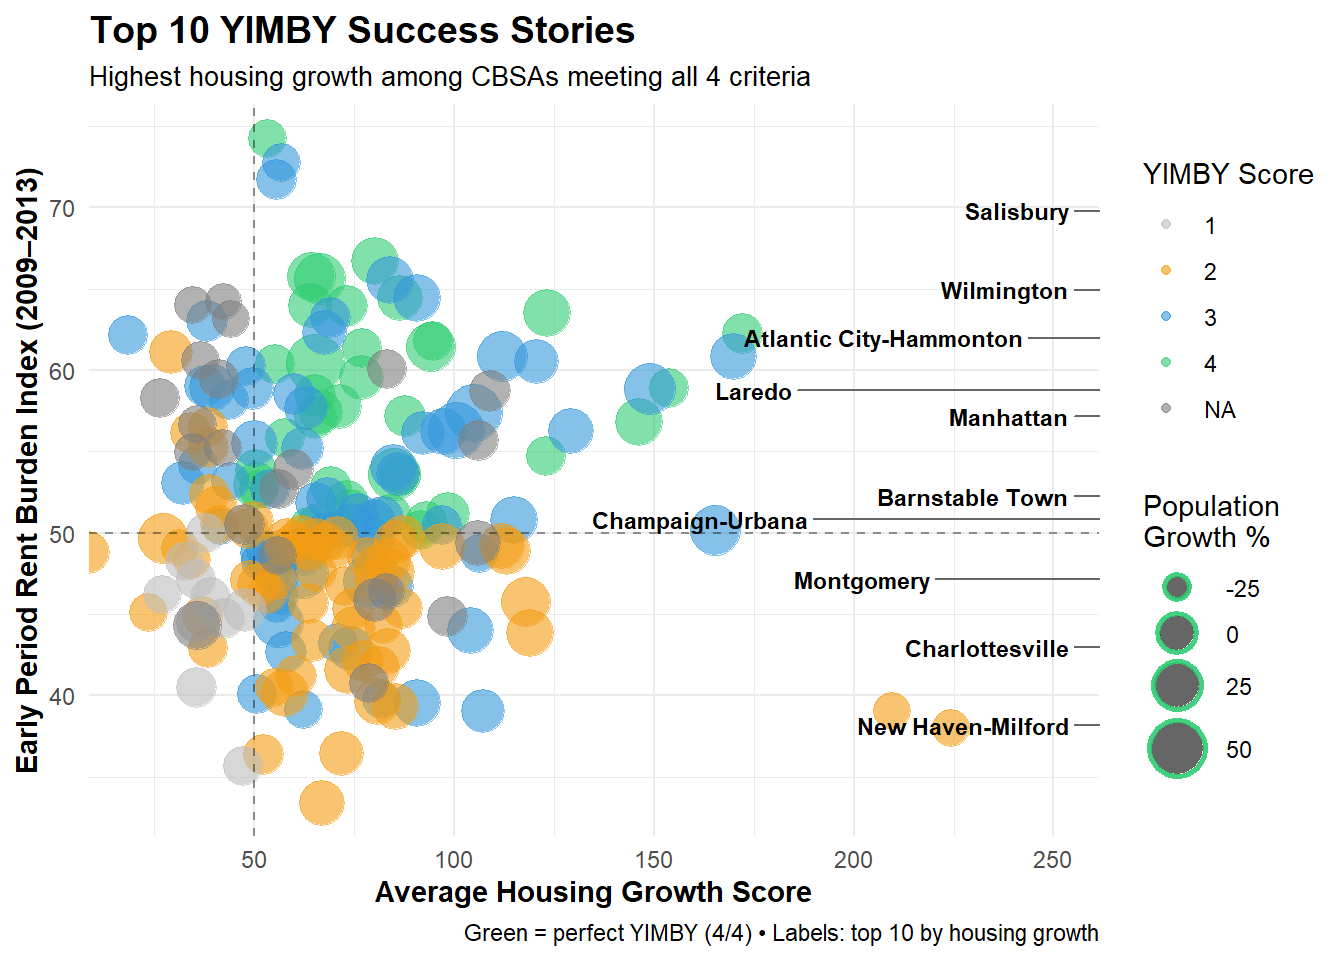 Top 10 YIMBY Success Stories
Highest housing growth among CBSAs meeting all 4 criteria
Early Period Rent Burden Index (2009–2013)
70
60
50
40
Salisbury
Wilmington
Atlantic City-Hammonton
Laredo
Manhattan
Barnstable Town
Champaign-Urbana
Montgomery
Charlottesville
New Haven-Milford
50
100
150
200
250
Average Housing Growth Score
Green = perfect YIMBY (4/4) • Labels: top 10 by housing growth
YIMBY Score
1
2
3
4
NA
Population
Growth %
-25
0
25
50